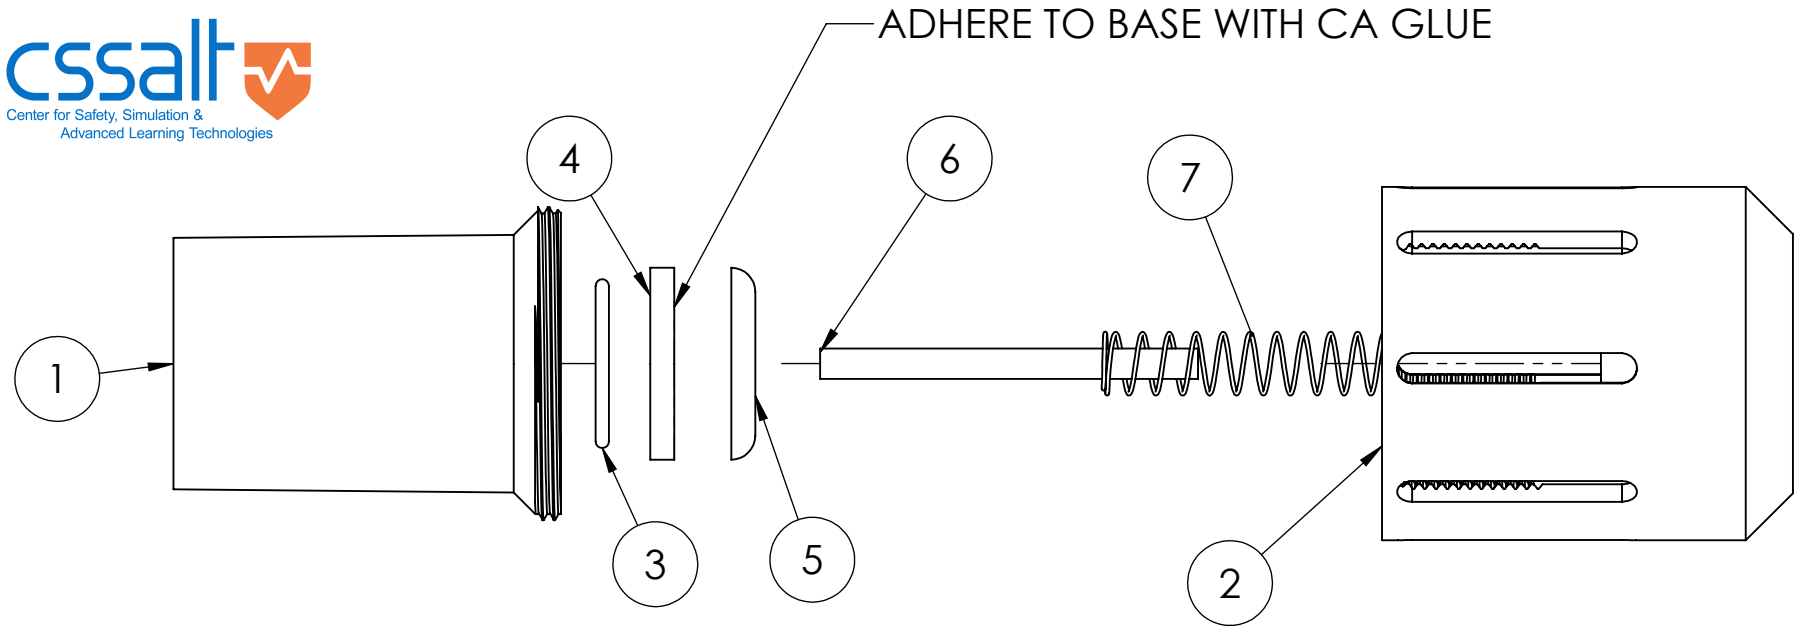 ADHERE TO BASE WITH CA GLUE
cssalt
Center for Safety, Simulation &
Advanced Learning Technologies
4
6
7
1
3
5
2